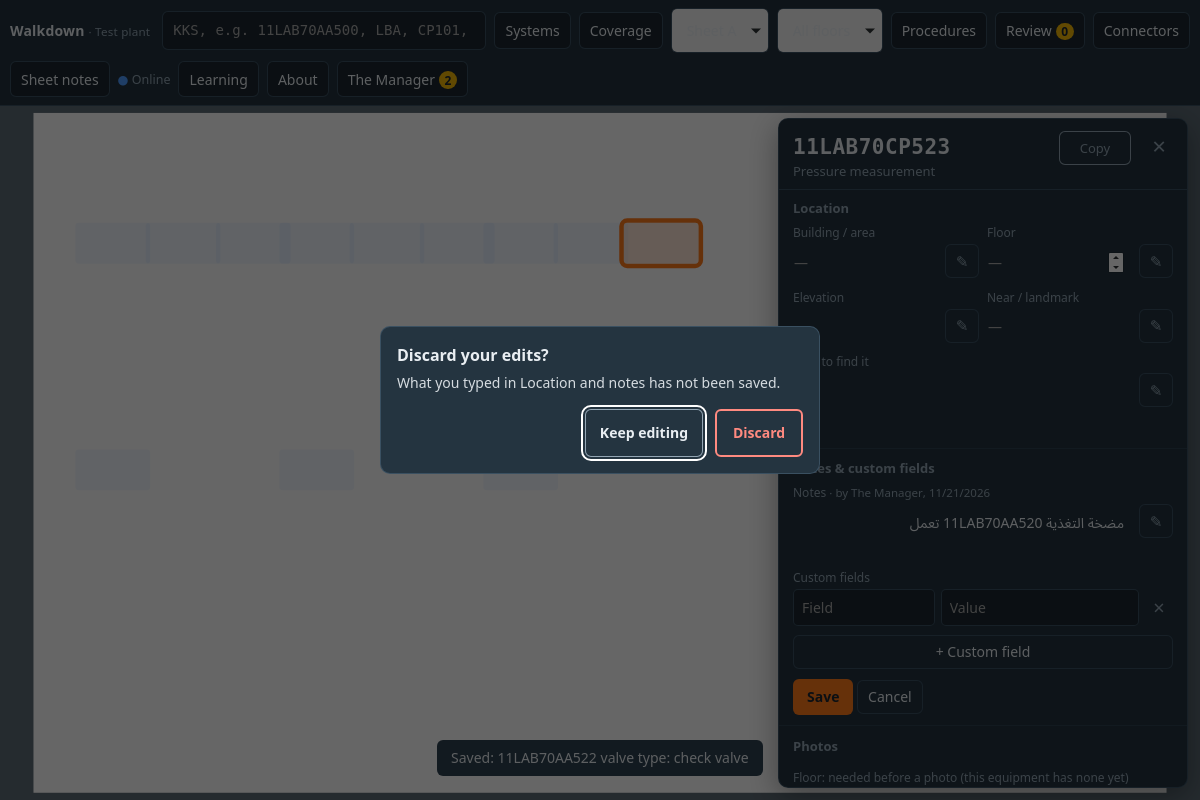 Walkdown · Test plant
KKS, e.g. 11LAB70AA500, LBA, CP101,
Systems
Coverage
Procedures
Review 0
Connectors
Sheet notes
Online
Learning
About
The Manager 2
11LAB70CP523
Copy
×
Pressure measurement
Location
Building / area
Floor
—
—
Elevation
Near / landmark
—
to find it
Discard your edits?
What you typed in Location and notes has not been saved.
Keep editing
Discard
& custom fields
Notes · by The Manager, 11/21/2026
مضخة التغذية 11LAB70AA520 تعمل
Custom fields
Field
Value
×
+ Custom field
Save
Cancel
Photos
Floor: needed before a photo (this equipment has none yet)
Saved: 11LAB70AA522 valve type: check valve